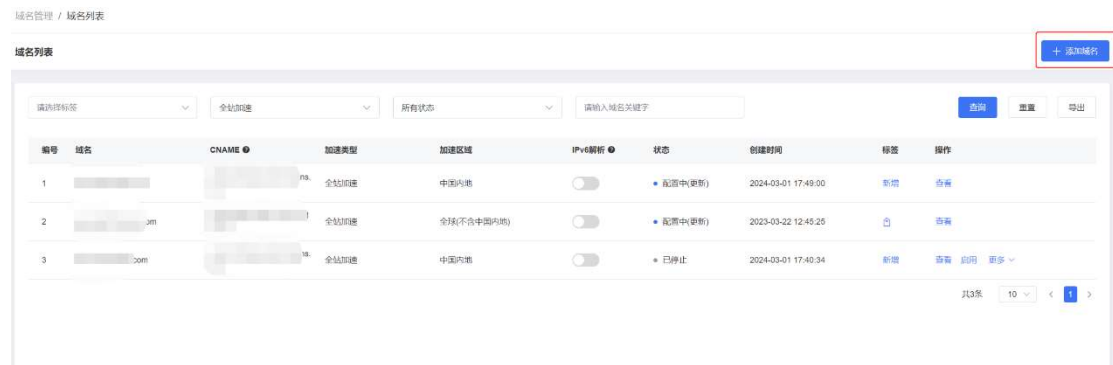 域名管理 / 域名列表
域名列表
+ 添加域名
请选择标签 全站加速 所有状态 请输入域名关键字 查询 重置 导出
编号 域名 CNAME 加速类型 加速区域 IPv6解析 状态 创建时间 标签 操作
1 ns. 全站加速 中国内地 配置中(更新) 2024-03-01 17:49:00 新增 查看
2 om 全站加速 全球(不含中国内地) 配置中(更新) 2023-03-22 12:45:25 查看
3 com 全站加速 中国内地 已停止 2024-03-01 17:40:34 新增 查看 启用 更多
共3条 10 < 1 >